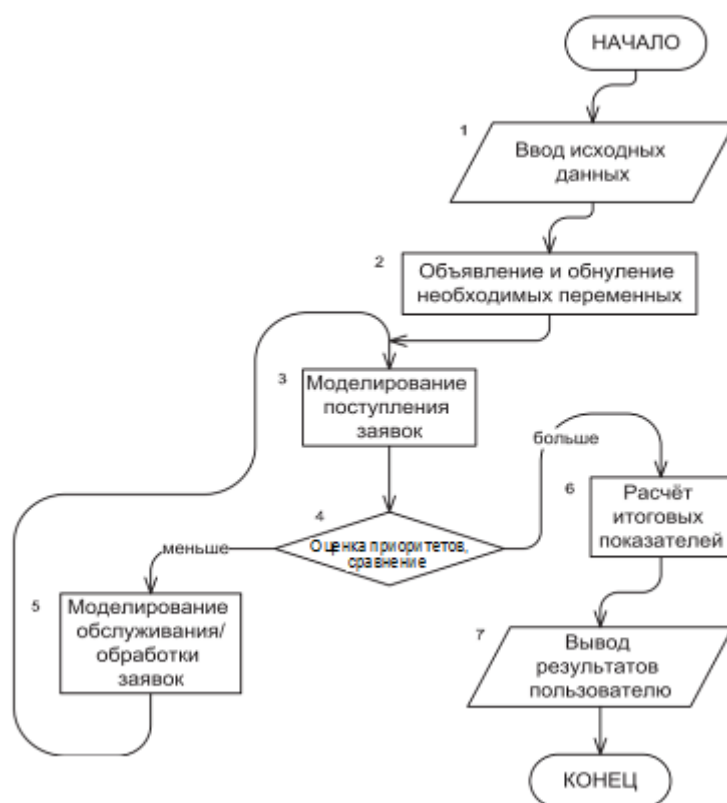 НАЧАЛО
1
Ввод исходных
данных
2
Объявление и обнуление
необходимых переменных
3
Моделирование
поступления
заявок
4
Оценка приоритетов,
сравнение
меньше
больше
5
Моделирование
обслуживания/
обработки
заявок
6
Расчёт
итоговых
показателей
7
Вывод
результатов
пользователю
КОНЕЦ